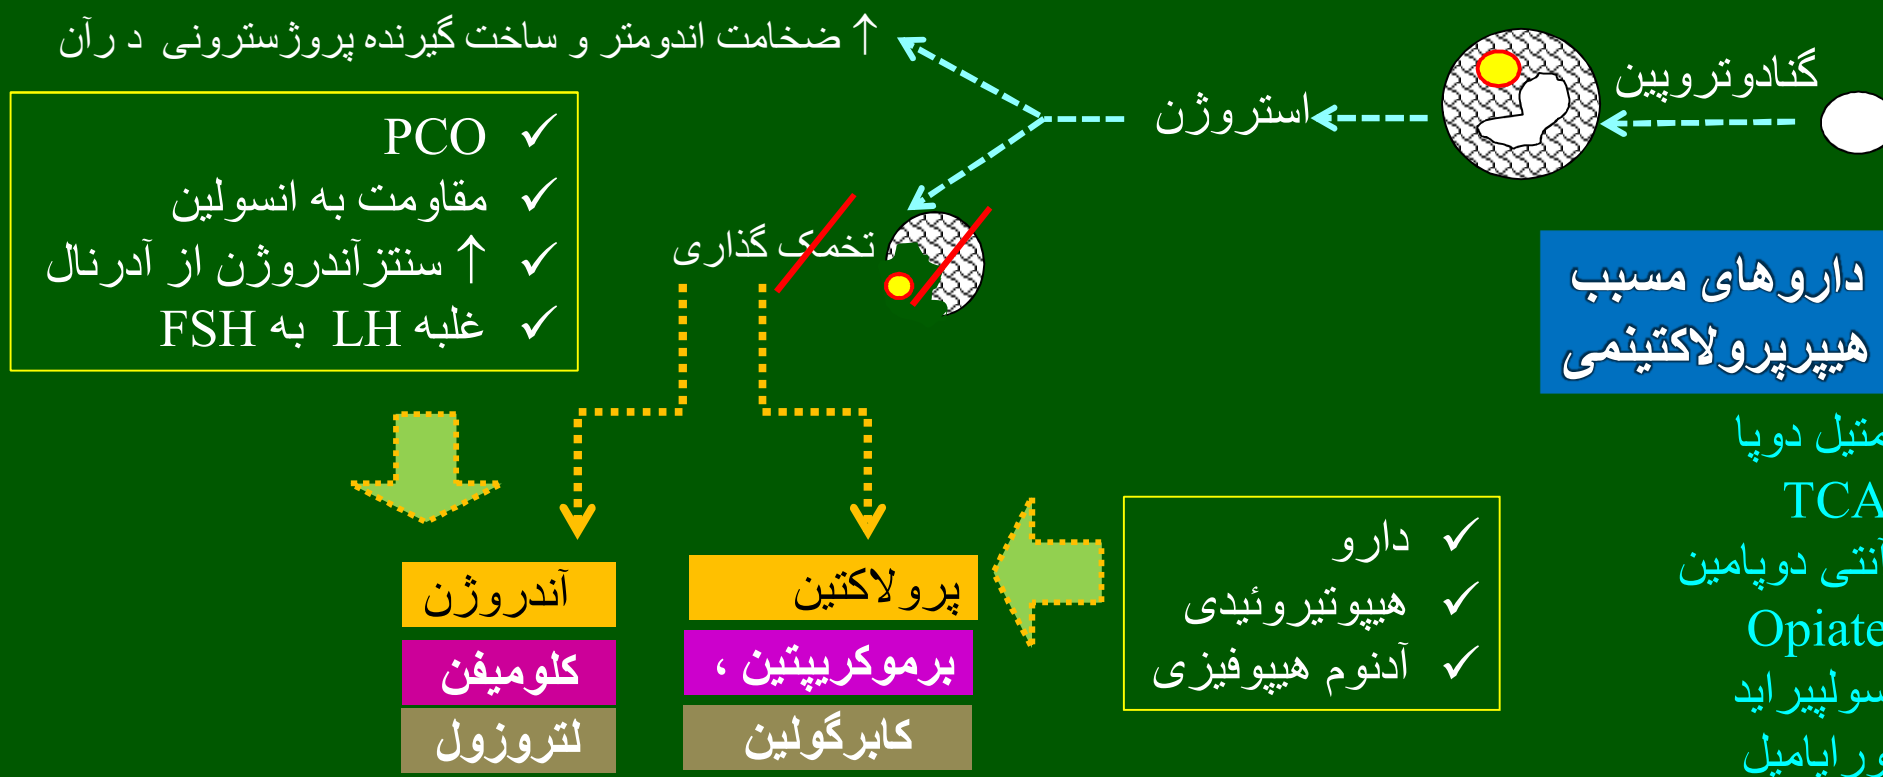 ↑ ضخامت اندومتر و ساخت گیرنده پروژسترونی د رآن
گنادوتروپین
استروژن
تخمک گذاری
✓ PCO
✓ مقاومت به انسولین
✓ ↑ سنتزآندروژن از آدرنال
✓ غلبه LH به FSH
داروهای مسبب
هیپرپرولاکتینمی
متیل دوپا
TCA
آنتی دوپامین
Opiate
سولپیراید
وراپامیل
✓ دارو
✓ هیپوتیروئیدی
✓ آدنوم هیپوفیزی
پرولاکتین
برموکریپتین ،
کابرگولین
آندروژن
کلومیفن
لتروزول